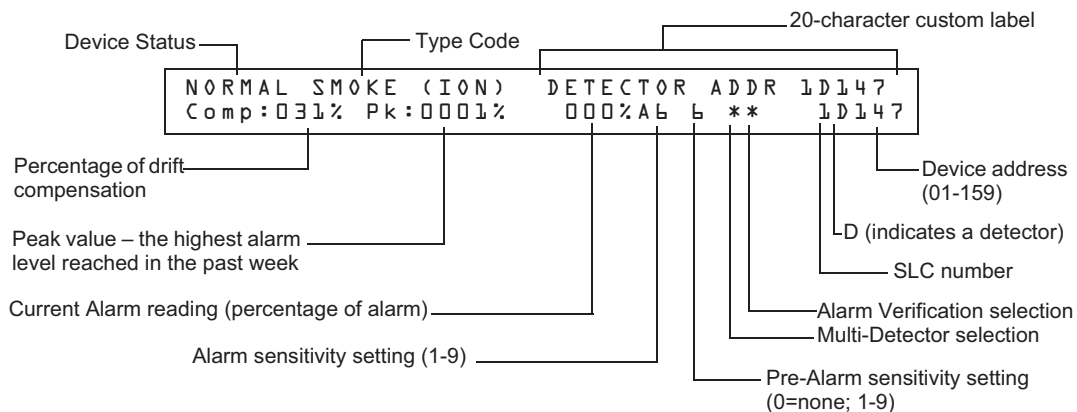 20-character custom label
Device Status
Type Code
NORMAL SMOKE (ION) DETECTOR ADDR 1D147
Comp:031% Pk:0001% 000%A6 6 ** 1D147
Percentage of drift
compensation
Device address
(01-159)
Peak value – the highest alarm
level reached in the past week
D (indicates a detector)
SLC number
Current Alarm reading (percentage of alarm)
Alarm Verification selection
Multi-Detector selection
Alarm sensitivity setting (1-9)
Pre-Alarm sensitivity setting
(0=none; 1-9)